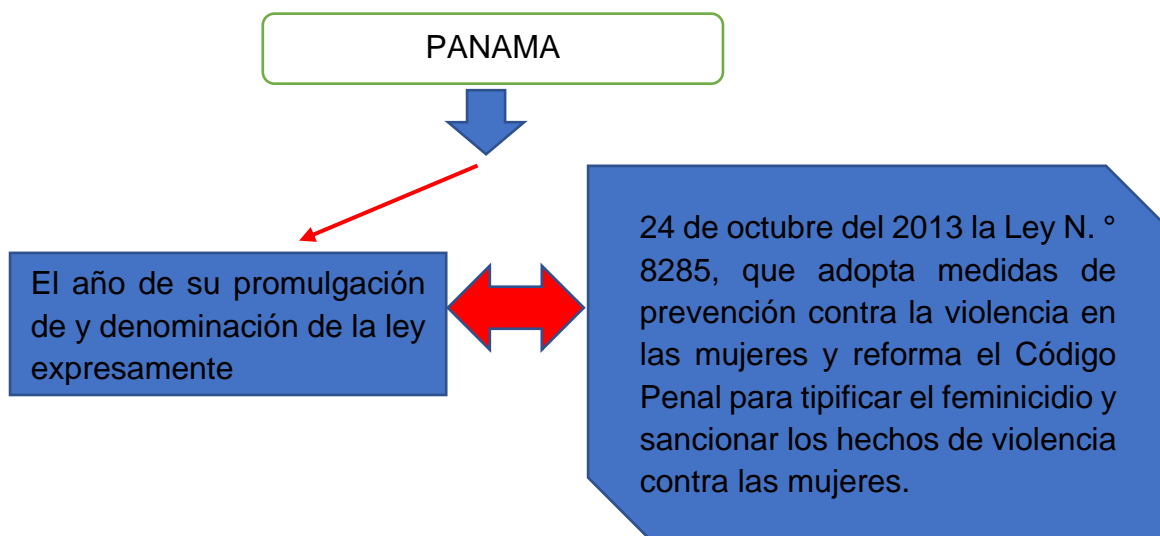 PANAMA
El año de su promulgación
de y denominación de la ley
expresamente
24 de octubre del 2013 la Ley N. °
8285, que adopta medidas de
prevención contra la violencia en
las mujeres y reforma el Código
Penal para tipificar el feminicidio y
sancionar los hechos de violencia
contra las mujeres.